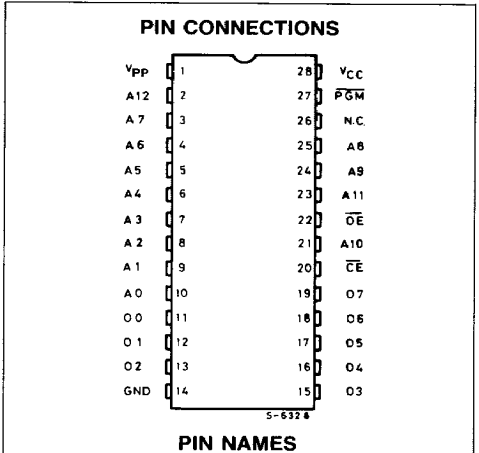 PIN CONNECTIONS
VPP 1 28 VCC
A12 2 27 PGM
A7 3 26 N.C.
A6 4 25 A8
A5 5 24 A9
A4 6 23 A11
A3 7 22 OE
A2 8 21 A10
A1 9 20 CE
A0 10 19 O7
O0 11 18 O6
O1 12 17 O5
O2 13 16 O4
GND 14 15 O3
S-6328
PIN NAMES